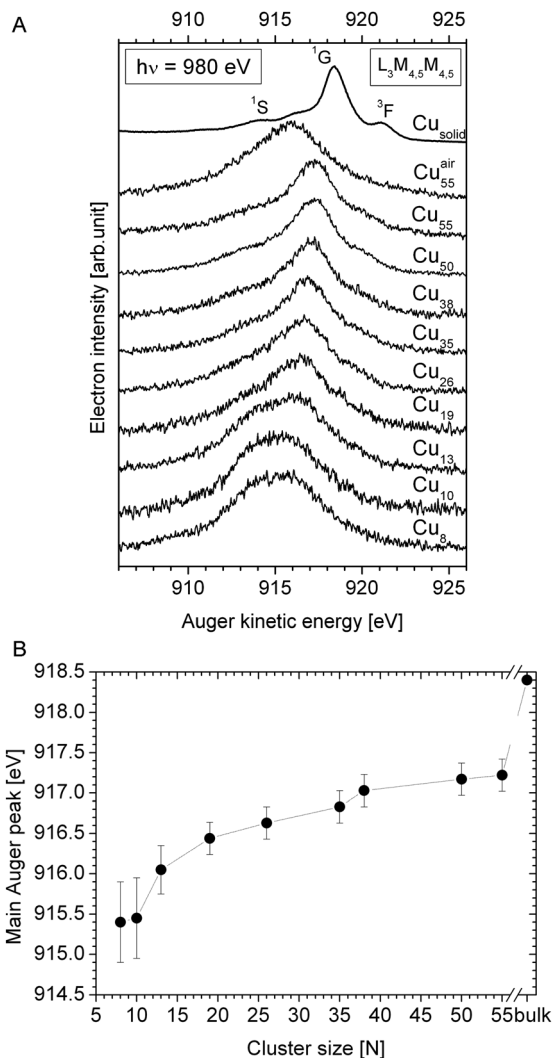 A
910 915 920 925
hν = 980 eV
¹G
L₃M₄,₅M₄,₅
¹S
³F
Cu solid
Cu₅₅ air
Cu₅₅
Cu₅₀
Cu₃₈
Cu₃₅
Cu₂₆
Cu₁₉
Cu₁₃
Cu₁₀
Cu₈
Electron intensity [arb.unit]
910 915 920 925
Auger kinetic energy [eV]
B
918.5
918.0
917.5
917.0
916.5
916.0
915.5
915.0
914.5
Main Auger peak [eV]
5 10 15 20 25 30 35 40 45 50 55 bulk
Cluster size [N]